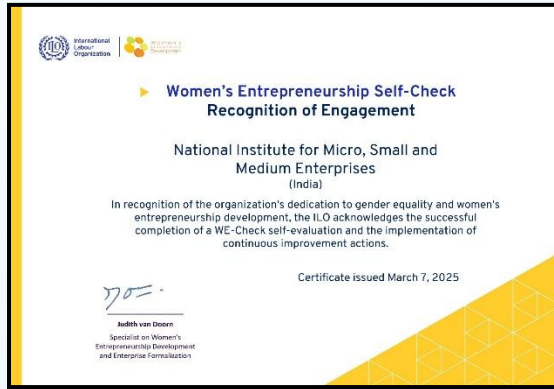 International
Labour
Organization
Women's
Entrepreneurship
Development
Women's Entrepreneurship Self-Check
Recognition of Engagement
National Institute for Micro, Small and
Medium Enterprises
(India)
In recognition of the organization's dedication to gender equality and women's
entrepreneurship development, the ILO acknowledges the successful
completion of a WE-Check self-evaluation and the implementation of
continuous improvement actions.
Certificate issued March 7, 2025
Judith van Doorn
Specialist on Women's
Entrepreneurship Development
and Enterprise Formalization